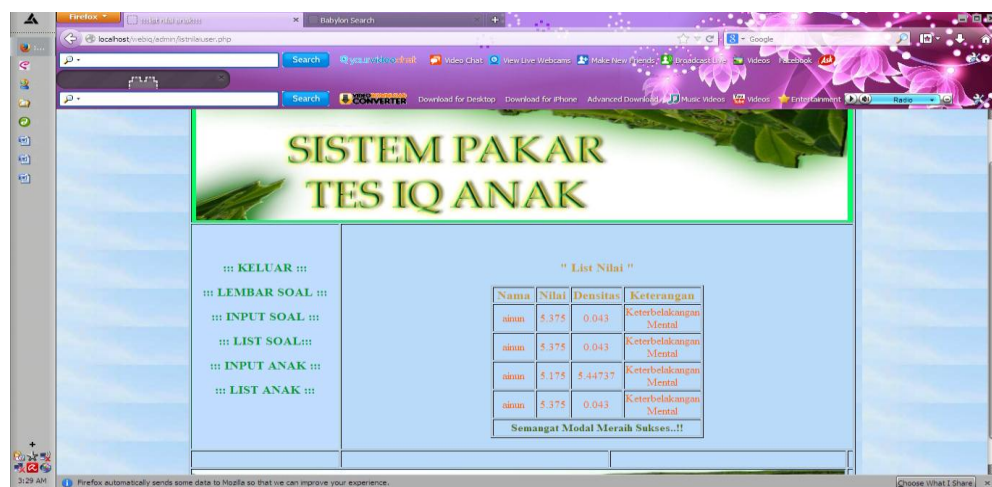 Firefox
Babylon Search
+
localhost/webiq/admin/listnilaiuser.php
Google
Search
Video Chat View Live Webcams Make New Friends Broadcast Live Videos Facebook Ask
Search
VIDEO CONVERTER Download for Desktop Download for iPhone Advanced Download Music Videos Videos Entertainment Radio
SISTEM PAKAR
TES IQ ANAK
::: KELUAR :::
::: LEMBAR SOAL :::
::: INPUT SOAL :::
::: LIST SOAL:::
::: INPUT ANAK :::
::: LIST ANAK :::
" List Nilai "
Nama Nilai Densitas Keterangan
ainun 5.375 0.043 Keterbelakangan
Mental
ainun 5.375 0.043 Keterbelakangan
Mental
ainun 5.175 5.44737 Keterbelakangan
Mental
ainun 5.375 0.043 Keterbelakangan
Mental
Semangat Modal Meraih Sukses..!!
3:29 AM
Firefox automatically sends some data to Mozilla so that we can improve your experience.
Choose What I Share